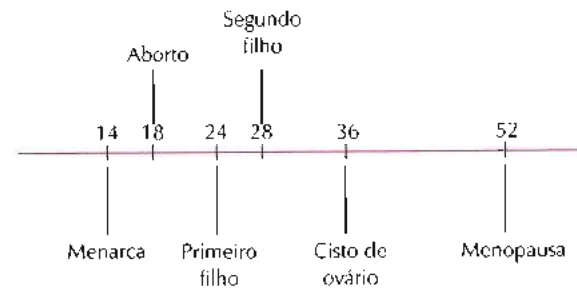 Segundo
filho
Aborto
14 18 24 28 36 52
Menarca Primeiro Cisto de Menopausa
filho ovário